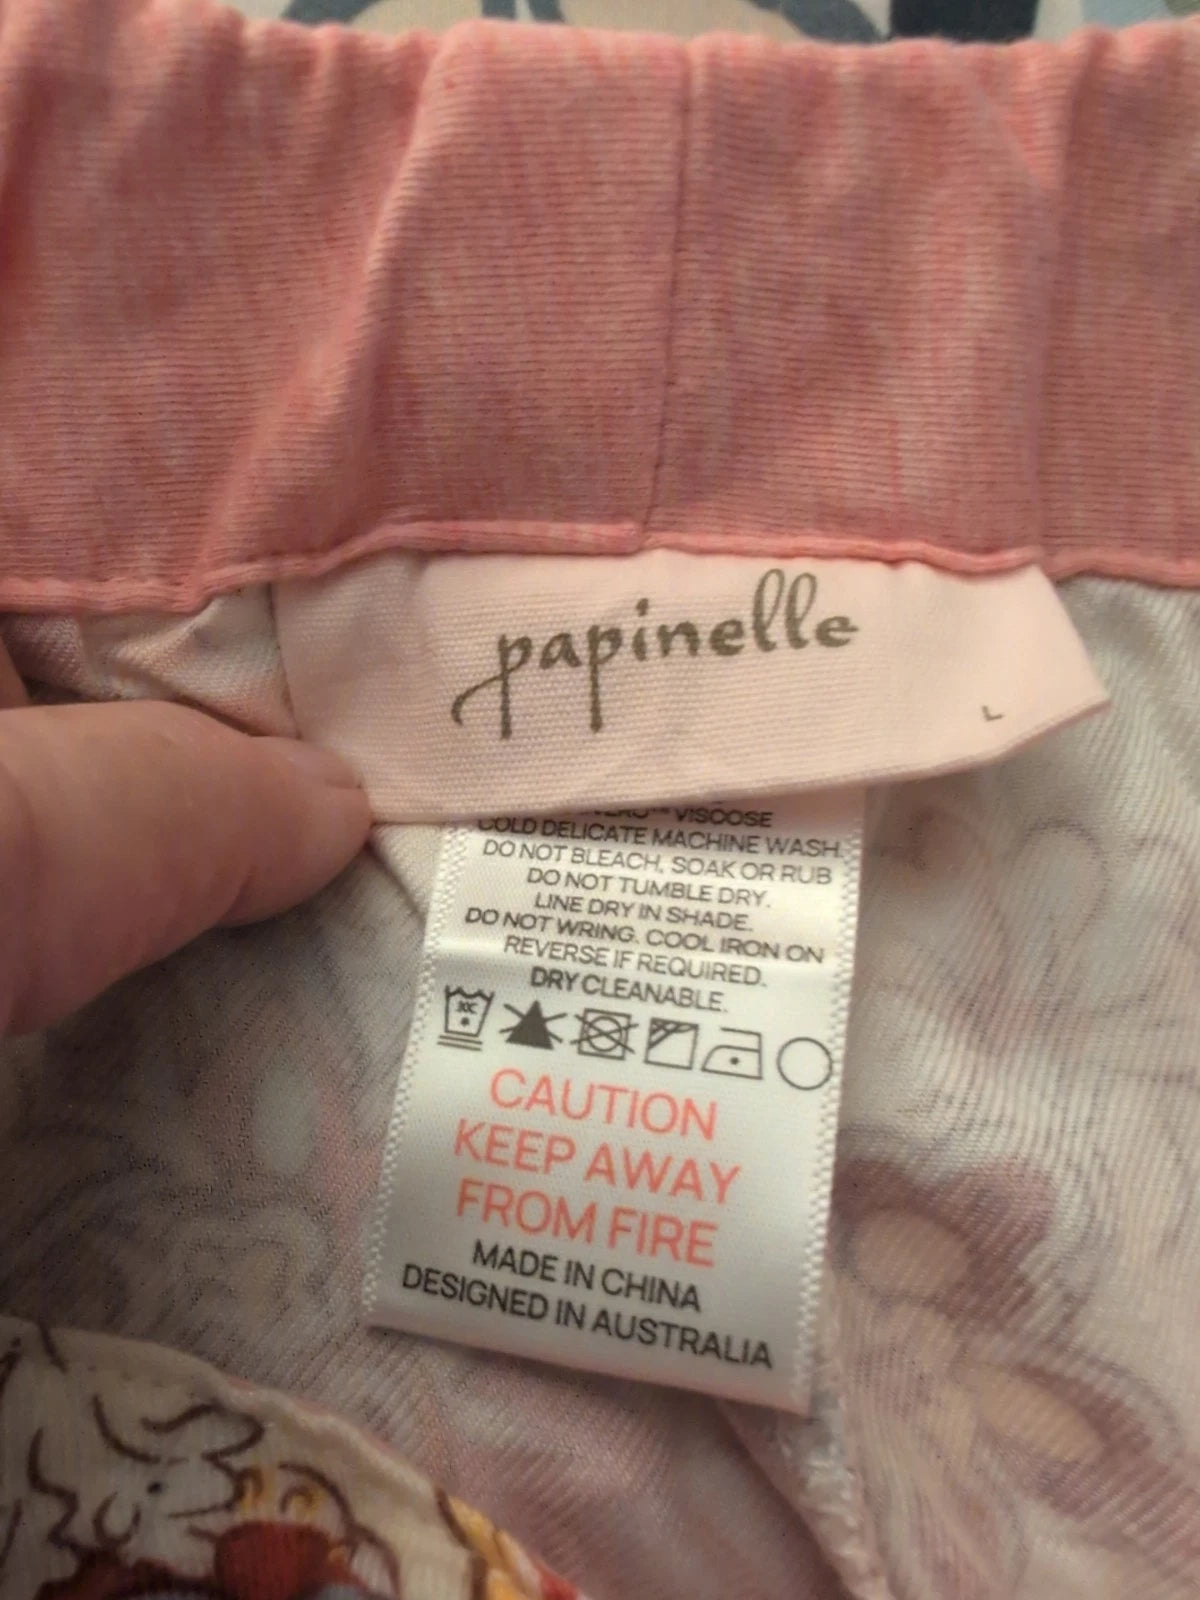 papinelle
L
VISCOSE
COLD DELICATE MACHINE WASH.
DO NOT BLEACH, SOAK OR RUB
DO NOT TUMBLE DRY.
LINE DRY IN SHADE.
DO NOT WRING. COOL IRON ON
REVERSE IF REQUIRED.
DRY CLEANABLE.
CAUTION
KEEP AWAY
FROM FIRE
MADE IN CHINA
DESIGNED IN AUSTRALIA